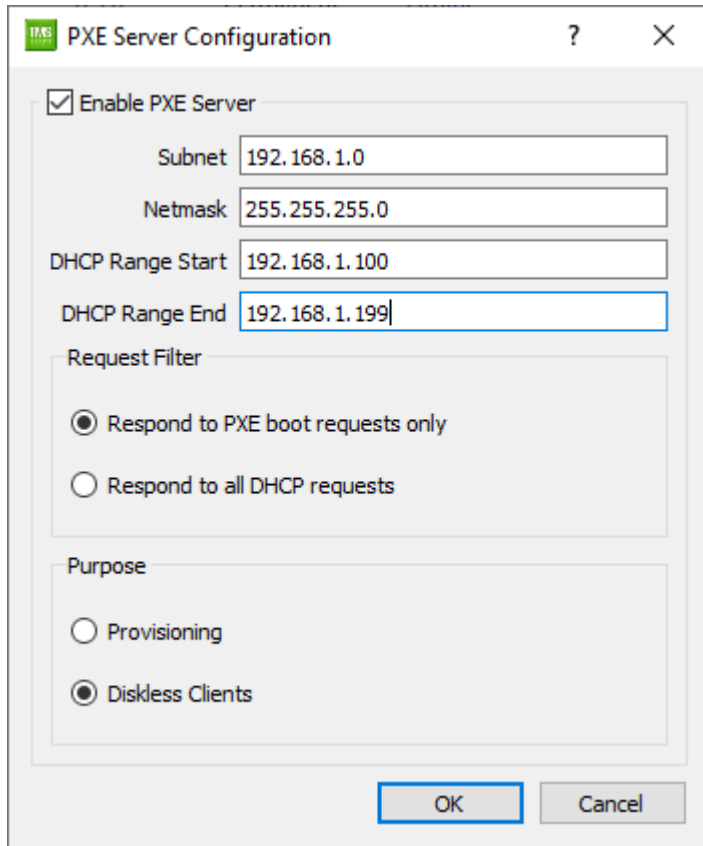 TMS
PXE Server Configuration
?
Enable PXE Server
Subnet 192.168.1.0
Netmask 255.255.255.0
DHCP Range Start 192.168.1.100
DHCP Range End 192.168.1.199
Request Filter
Respond to PXE boot requests only
Respond to all DHCP requests
Purpose
Provisioning
Diskless Clients
OK Cancel